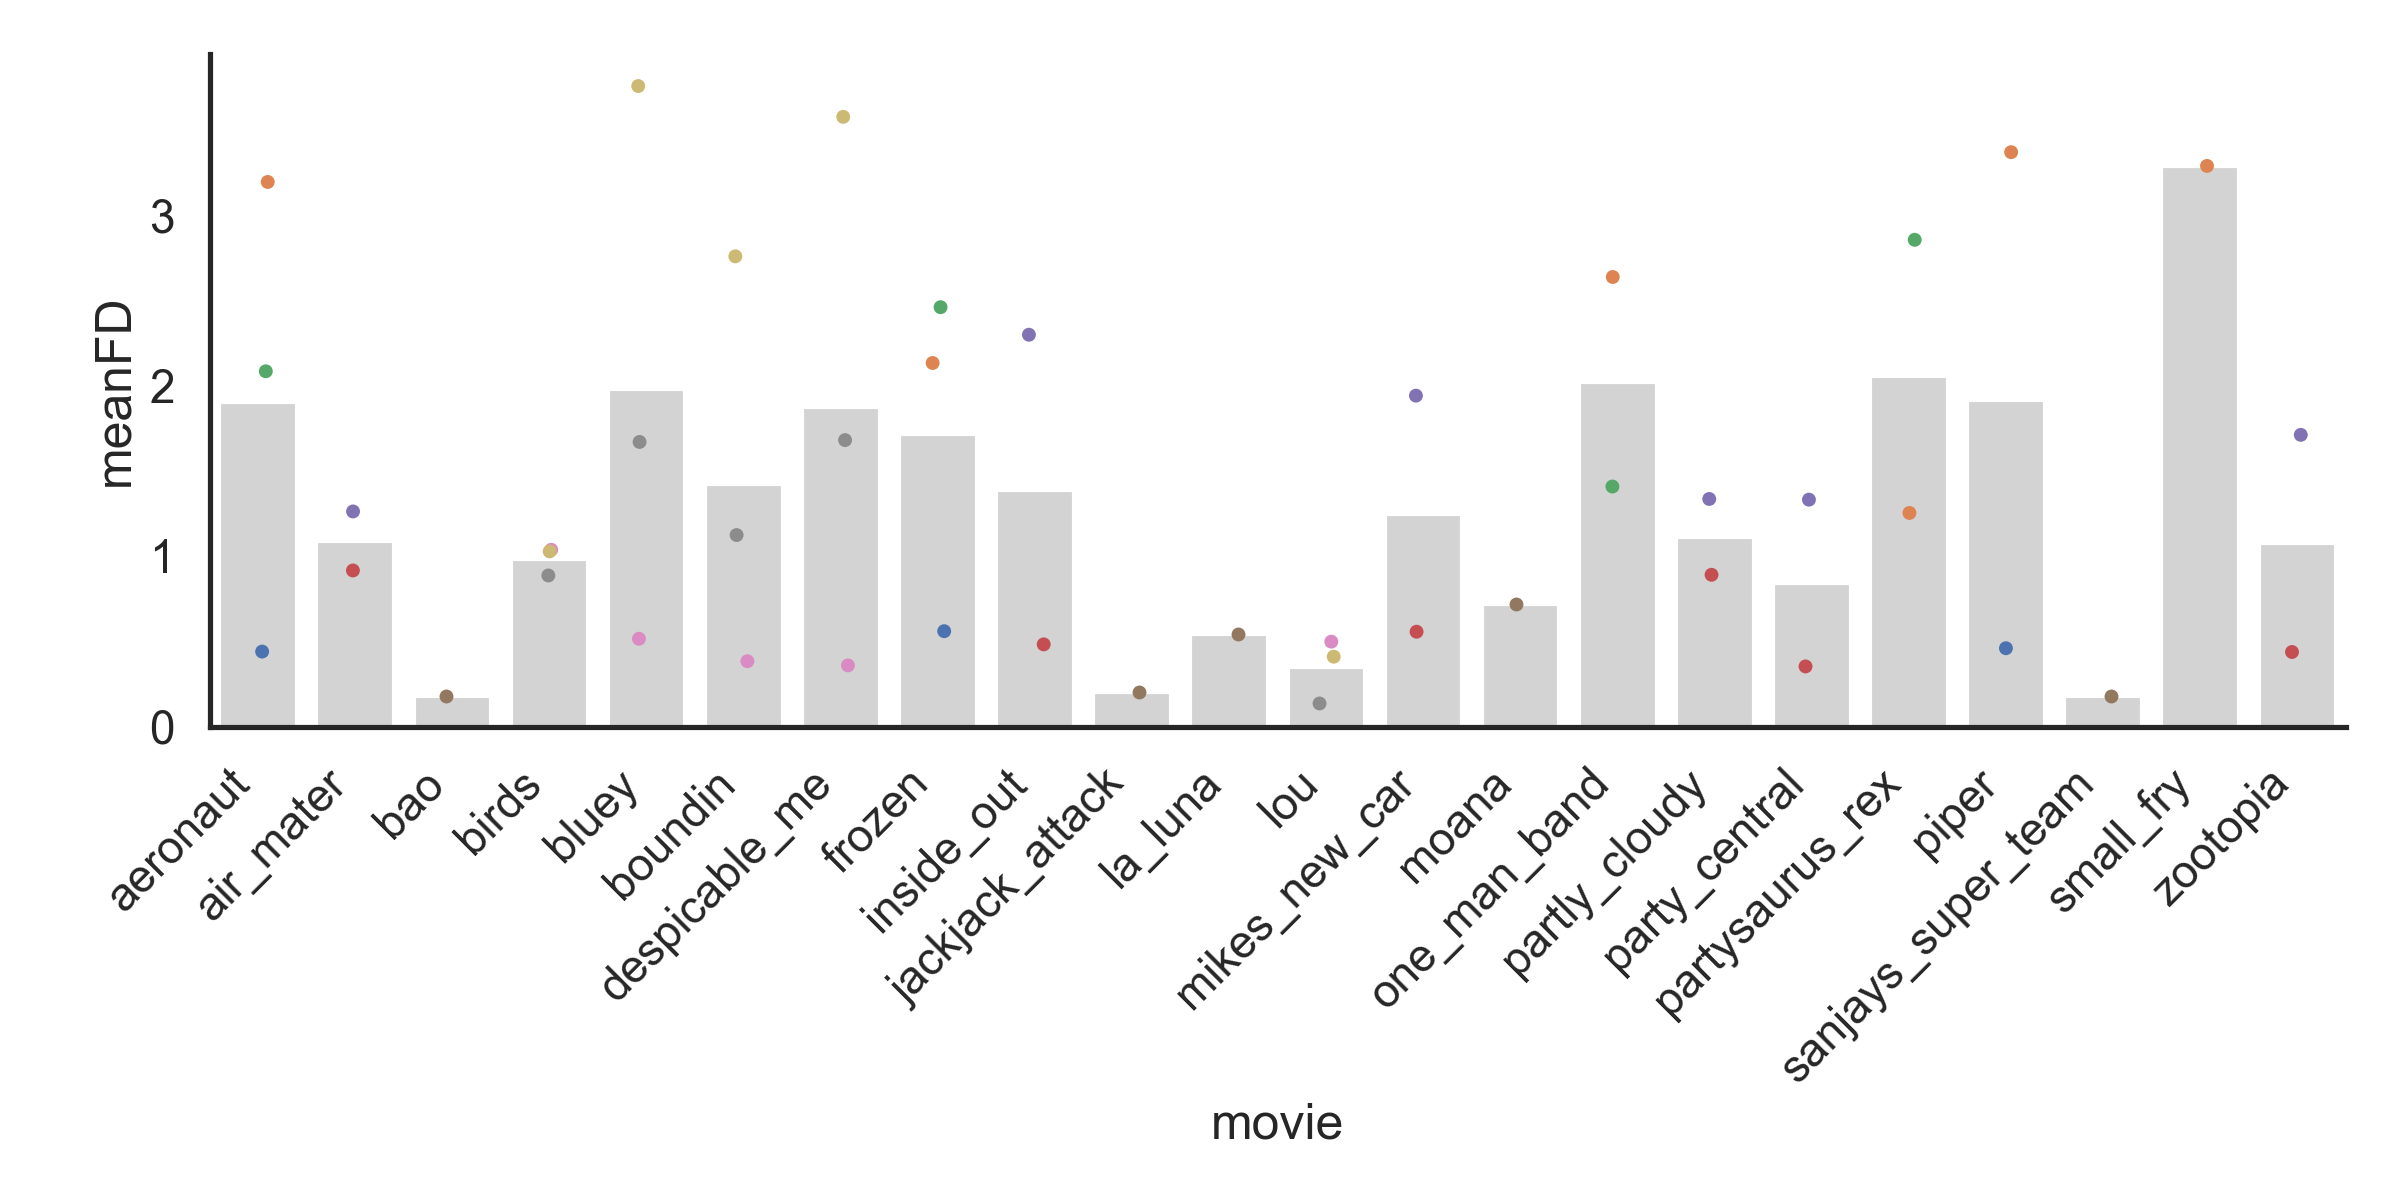 meanFD
3
2
1
0
aeronaut
air_mater
bao
birds
bluey
boundin
despicable_me
frozen
inside_out
jackjack_attack
la_luna
lou
mikes_new_car
moana
one_man_band
partly_cloudy
party_central
partysaurus_rex
piper
sanjays_super_team
small_fry
zootopia
movie